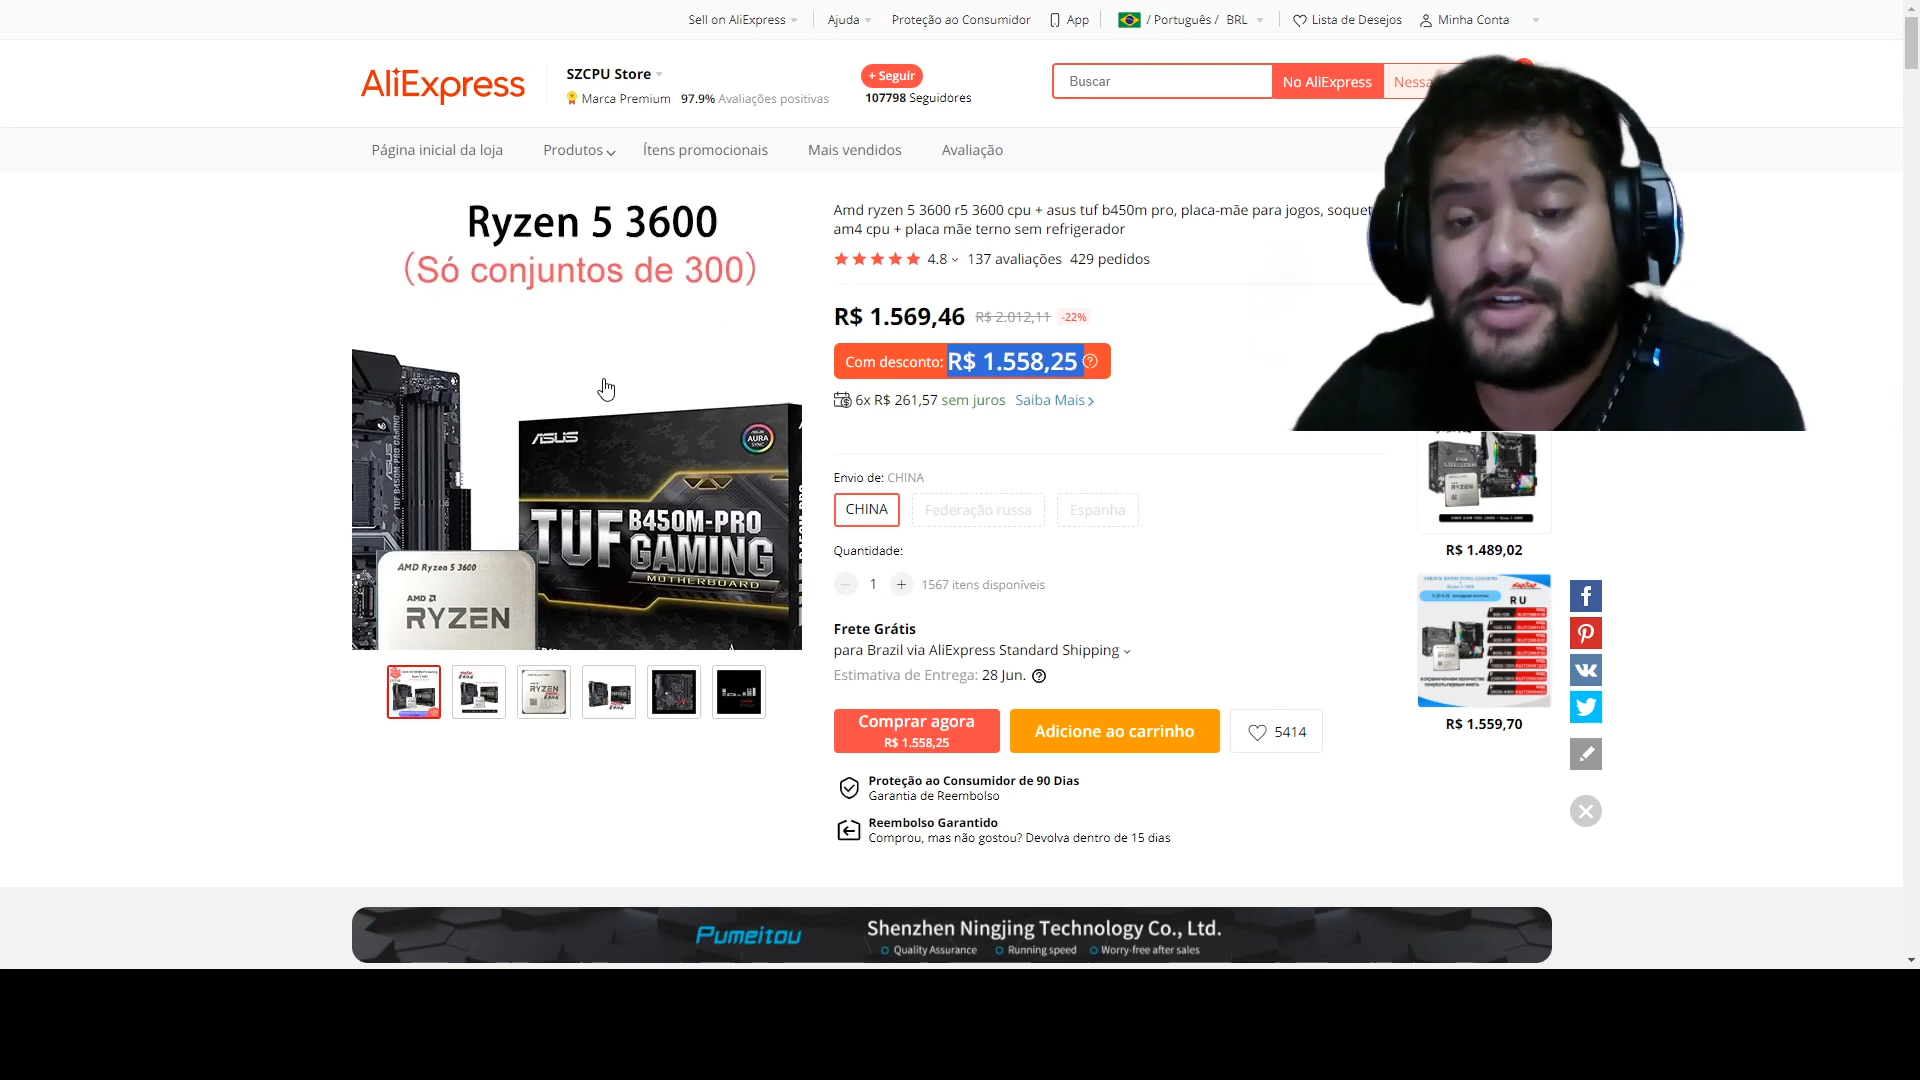 Sell on AliExpress
Ajuda
Proteção ao Consumidor
App
/ Português / BRL
Lista de Desejos
Minha Conta
AliExpress
SZCPU Store
Marca Premium 97.9% Avaliações positivas
+ Seguir
107798 Seguidores
Buscar
No AliExpress
Nessa
Página inicial da loja
Produtos
Ítens promocionais
Mais vendidos
Avaliação
Ryzen 5 3600
(Só conjuntos de 300)
ASUS
AURA
SYNC
TUF B450M-PRO
GAMING
MOTHERBOARD
AMD Ryzen 5 3600
AMD
RYZEN
Amd ryzen 5 3600 r5 3600 cpu + asus tuf b450m pro, placa-mãe para jogos, soquet
am4 cpu + placa mãe terno sem refrigerador
4.8 137 avaliações 429 pedidos
R$ 1.569,46 R$ 2.012,11 -22%
Com desconto: R$ 1.558,25
6x R$ 261,57 sem juros Saiba Mais
Envio de: CHINA
CHINA
Federação russa
Espanha
Quantidade:
− 1 + 1567 itens disponíveis
Frete Grátis
para Brazil via AliExpress Standard Shipping
Estimativa de Entrega: 28 Jun.
Comprar agora
R$ 1.558,25
Adicione ao carrinho
5414
Proteção ao Consumidor de 90 Dias
Garantia de Reembolso
Reembolso Garantido
Comprou, mas não gostou? Devolva dentro de 15 dias
RYZEN
R$ 1.489,02
RU
R$ 1.559,70
Pumeitou
Shenzhen Ningjing Technology Co., Ltd.
Quality Assurance
Running speed
Worry-free after sales